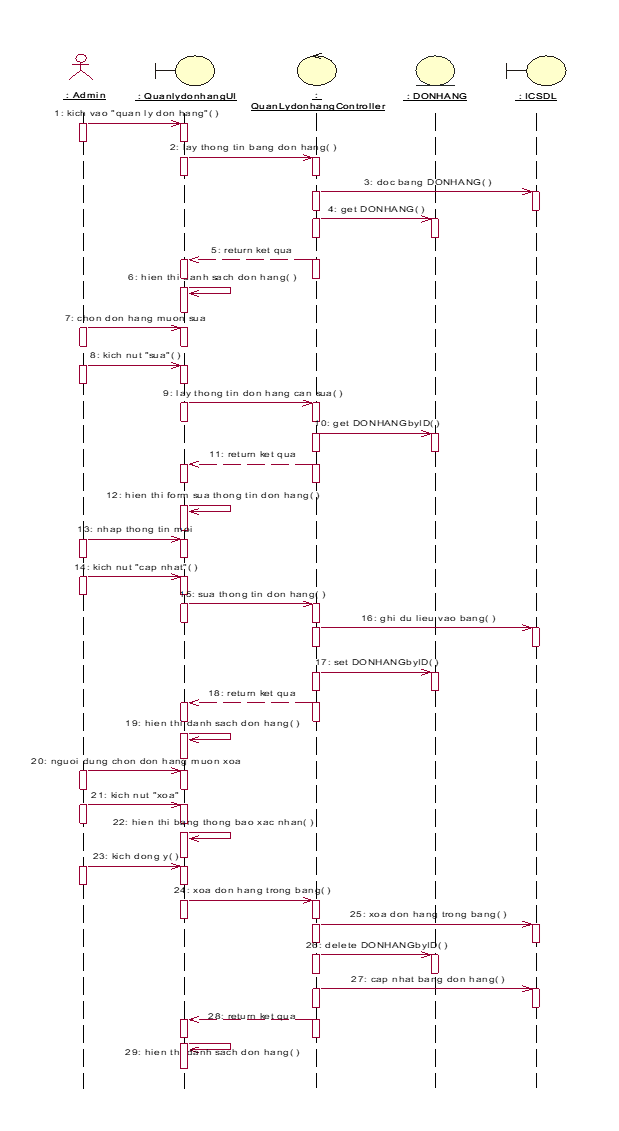 : Admin
: QuanlydonhangUI
:
QuanLydonhangController
: DONHANG
: ICSDL
1: kich vao "quan ly don hang"()
2: lay thong tin bang don hang()
3: doc bang DONHANG()
4: get DONHANG()
5: return ket qua
6: hien thi danh sach don hang()
7: chon don hang muon sua
8: kich nut "sua"()
9: lay thong tin don hang can sua()
10: get DONHANGbyID()
11: return ket qua
12: hien thi form sua thong tin don hang()
13: nhap thong tin moi
14: kich nut "cap nhat"()
15: sua thong tin don hang()
16: ghi du lieu vao bang()
17: set DONHANGbyID()
18: return ket qua
19: hien thi danh sach don hang()
20: nguoi dung chon don hang muon xoa
21: kich nut "xoa"
22: hien thi bang thong bao xac nhan()
23: kich dong y()
24: xoa don hang trong bang()
25: xoa don hang trong bang()
26: delete DONHANGbyID()
27: cap nhat bang don hang()
28: return ket qua
29: hien thi danh sach don hang()